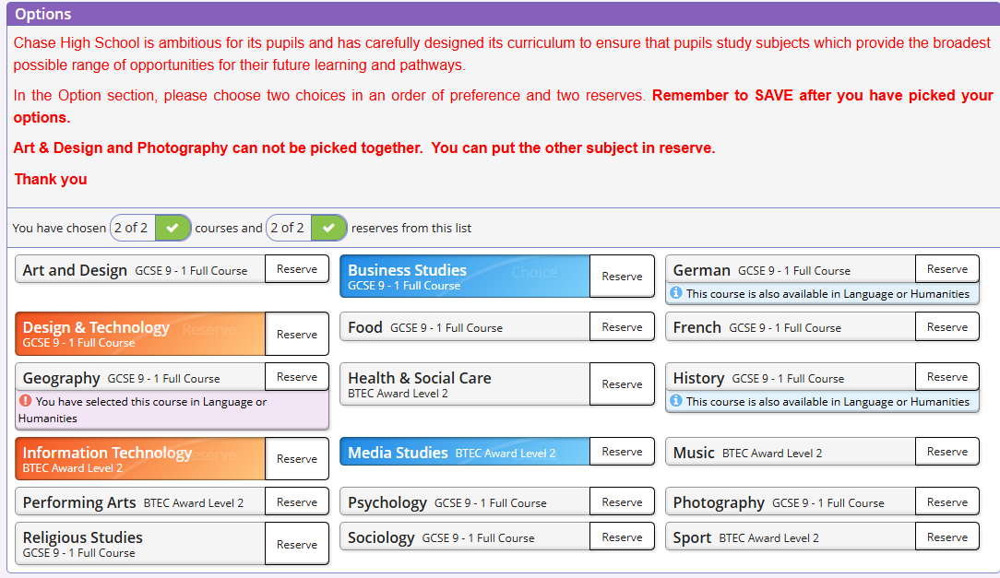 Options
Chase High School is ambitious for its pupils and has carefully designed its curriculum to ensure that pupils study subjects which provide the broadest
possible range of opportunities for their future learning and pathways.
In the Option section, please choose two choices in an order of preference and two reserves. Remember to SAVE after you have picked your
options.
Art & Design and Photography can not be picked together. You can put the other subject in reserve.
Thank you
You have chosen 2 of 2 courses and 2 of 2 reserves from this list
Art and Design GCSE 9 - 1 Full Course Reserve
Business Studies Choice
GCSE 9 - 1 Full Course
Reserve
German GCSE 9 - 1 Full Course Reserve
This course is also available in Language or Humanities
Design & Technology Reserve
GCSE 9 - 1 Full Course
Reserve
Food GCSE 9 - 1 Full Course Reserve
French GCSE 9 - 1 Full Course Reserve
Geography GCSE 9 - 1 Full Course Reserve
You have selected this course in Language or
Humanities
Health & Social Care
BTEC Award Level 2
Reserve
History GCSE 9 - 1 Full Course Reserve
This course is also available in Language or Humanities
Information Technology Reserve
BTEC Award Level 2
Reserve
Media Studies BTEC Award Level 2 Reserve
Music BTEC Award Level 2 Reserve
Performing Arts BTEC Award Level 2 Reserve
Psychology GCSE 9 - 1 Full Course Reserve
Photography GCSE 9 - 1 Full Course Reserve
Religious Studies
GCSE 9 - 1 Full Course
Reserve
Sociology GCSE 9 - 1 Full Course Reserve
Sport BTEC Award Level 2 Reserve